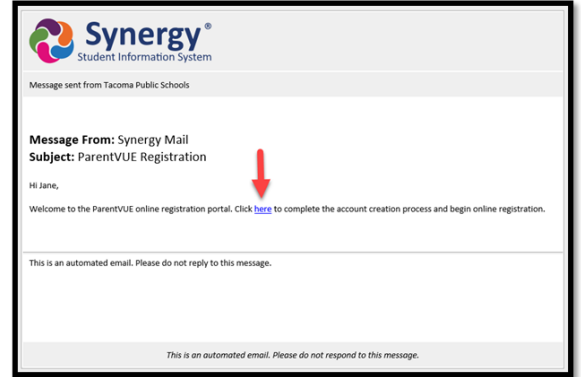 Synergy®
Student Information System
Message sent from Tacoma Public Schools
Message From: Synergy Mail
Subject: ParentVUE Registration
Hi Jane,
Welcome to the ParentVUE online registration portal. Click here to complete the account creation process and begin online registration.
This is an automated email. Please do not reply to this message.
This is an automated email. Please do not respond to this message.